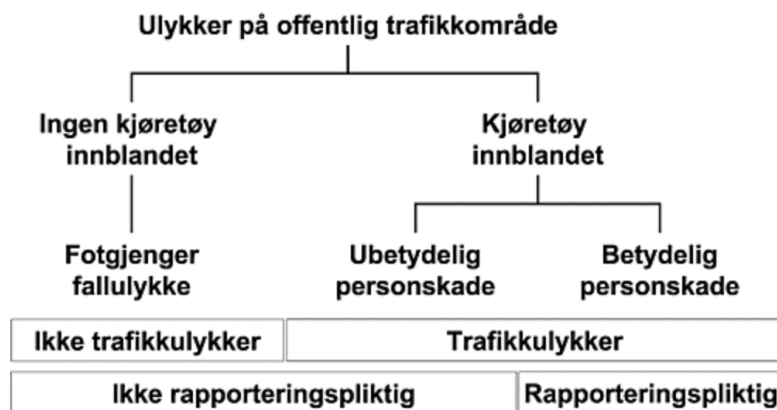 Ulykker på offentlig trafikkområde
Ingen kjøretøy
innblandet
Kjøretøy
innblandet
Fotgjenger
fallulykke
Ubetydelig
personskade
Betydelig
personskade
Ikke trafikkulykker
Trafikkulykker
Ikke rapporteringspliktig
Rapporteringspliktig